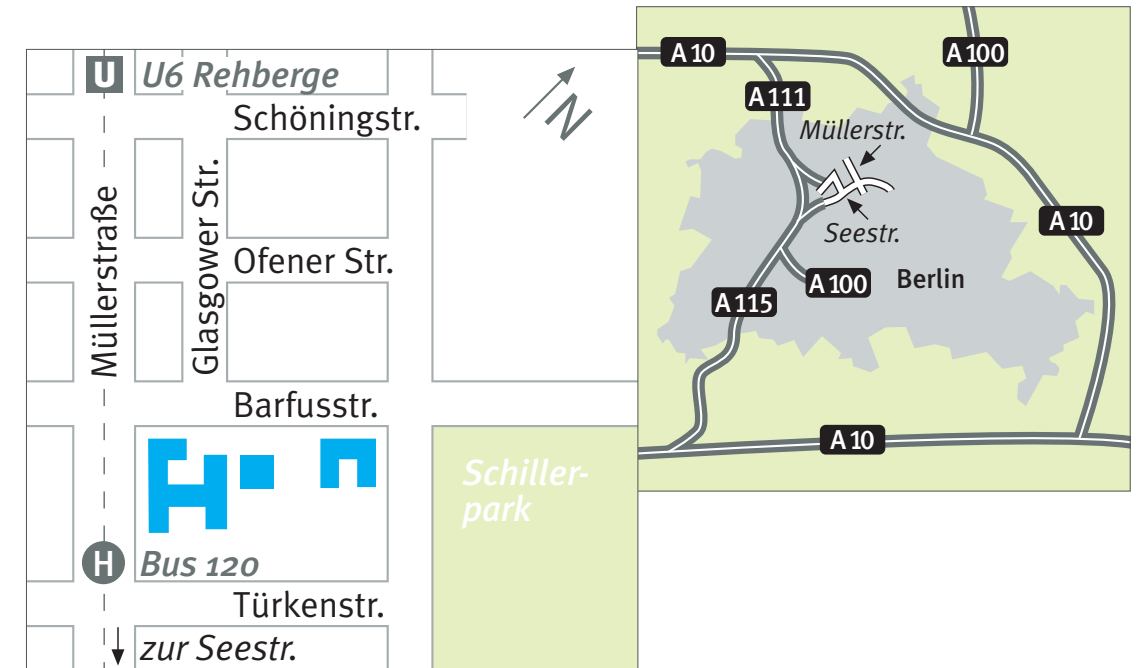 U
U6 Rehberge
Schöningstr.
N
Müllerstraße
Glasgower Str.
Ofener Str.
Barfusstr.
Schiller-
park
H
Bus 120
Türkenstr.
zur Seestr.
A 10
A 100
A 111
Müllerstr.
A 10
Seestr.
A 100
Berlin
A 115
A 10